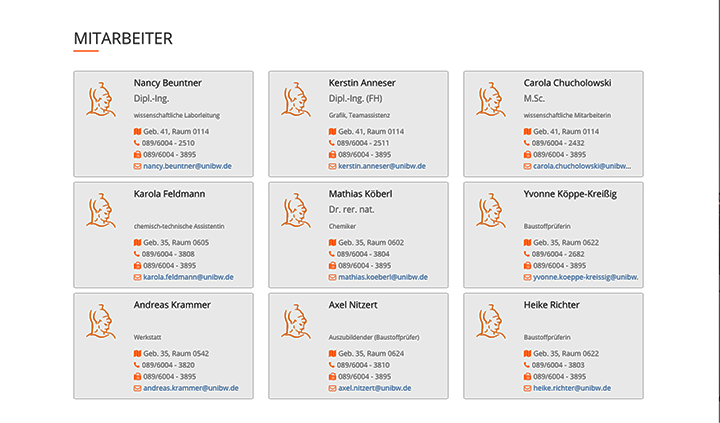 MITARBEITER
Nancy Beuntner
Dipl.-Ing.
wissenschaftliche Laborleitung
Geb. 41, Raum 0114
089/6004 - 2510
089/6004 - 3895
nancy.beuntner@unibw.de
Kerstin Anneser
Dipl.-Ing. (FH)
Grafik, Teamassistenz
Geb. 41, Raum 0114
089/6004 - 2511
089/6004 - 3895
kerstin.anneser@unibw.de
Carola Chucholowski
M.Sc.
wissenschaftliche Mitarbeiterin
Geb. 41, Raum 0114
089/6004 - 2432
089/6004 - 3895
carola.chucholowski@unibw...
Karola Feldmann
chemisch-technische Assistentin
Geb. 35, Raum 0605
089/6004 - 3808
089/6004 - 3895
karola.feldmann@unibw.de
Mathias Köberl
Dr. rer. nat.
Chemiker
Geb. 35, Raum 0602
089/6004 - 3804
089/6004 - 3895
mathias.koeberl@unibw.de
Yvonne Köppe-Kreißig
Baustoffprüferin
Geb. 35, Raum 0622
089/6004 - 2682
089/6004 - 3895
yvonne.koeppe-kreissig@unibw.
Andreas Krammer
Werkstatt
Geb. 35, Raum 0542
089/6004 - 3820
089/6004 - 3895
andreas.krammer@unibw.de
Axel Nitzert
Auszubildender (Baustoffprüfer)
Geb. 35, Raum 0624
089/6004 - 3810
089/6004 - 3895
axel.nitzert@unibw.de
Heike Richter
Baustoffprüferin
Geb. 35, Raum 0622
089/6004 - 3803
089/6004 - 3895
heike.richter@unibw.de